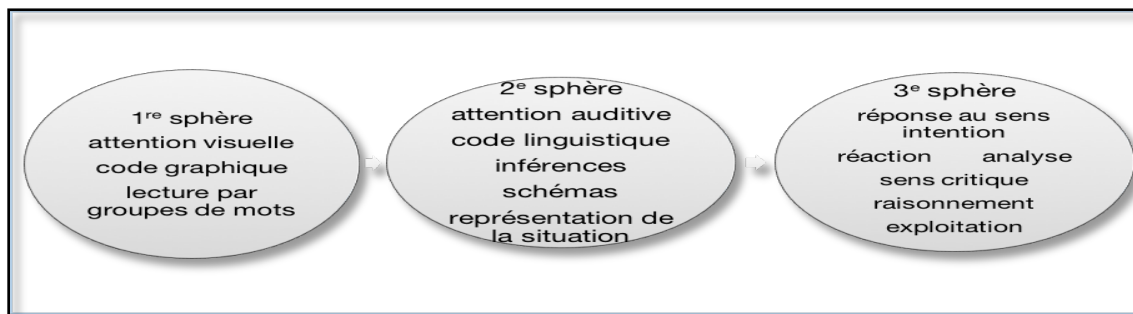 1re sphère
attention visuelle
code graphique
lecture par
groupes de mots
2e sphère
attention auditive
code linguistique
inférences
schémas
représentation de
la situation
3e sphère
réponse au sens
intention
réaction analyse
sens critique
raisonnement
exploitation